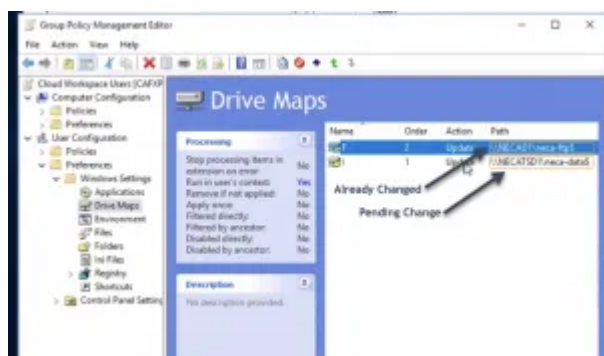 Group Policy Management Editor
File Action View Help
Cloud Workspace Users [CAFXP
Computer Configuration
Policies
Preferences
User Configuration
Policies
Preferences
Windows Settings
Applications
Drive Maps
Environment
Files
Folders
Ini Files
Registry
Shortcuts
Control Panel Setting
Drive Maps
Processing
Stop processing items in extension on error No
Run in user's context Yes
Remove if not applied: No
Apply once: No
Filtered directly: No
Filtered by ancestor: No
Disabled directly: No
Disabled by ancestor: No
Description
No description provided.
Name Order Action Path
2 Update
1 Update
Already Changed
Pending Change